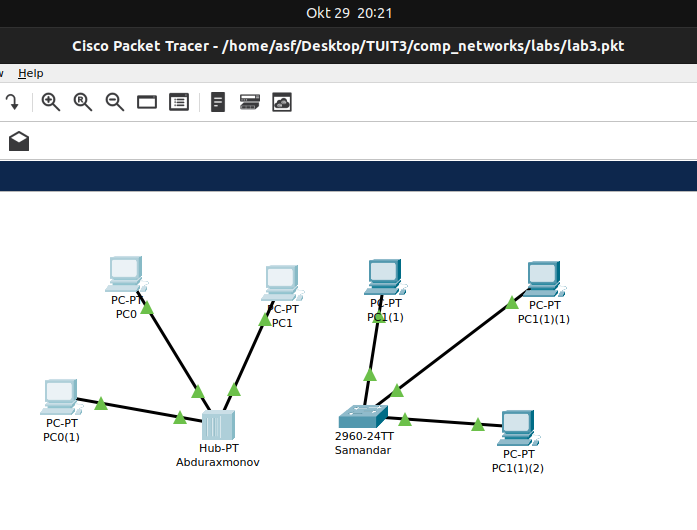 Okt 29 20:21
Cisco Packet Tracer - /home/asf/Desktop/TUIT3/comp_networks/labs/lab3.pkt
w Help
PC-PT
PC0
PC-PT
PC1
PC-PT
PC1(1)
PC-PT
PC1(1)(1)
PC-PT
PC0(1)
Hub-PT
Abduraxmonov
2960-24TT
Samandar
PC-PT
PC1(1)(2)